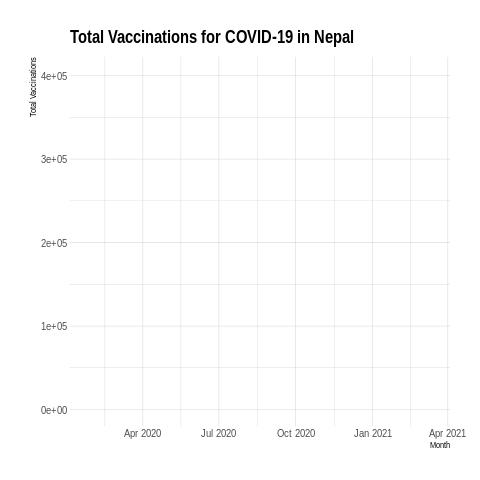 Total Vaccinations for COVID-19 in Nepal
Total Vaccinations
4e+05
3e+05
2e+05
1e+05
0e+00
Apr 2020
Jul 2020
Oct 2020
Jan 2021
Apr 2021
Month